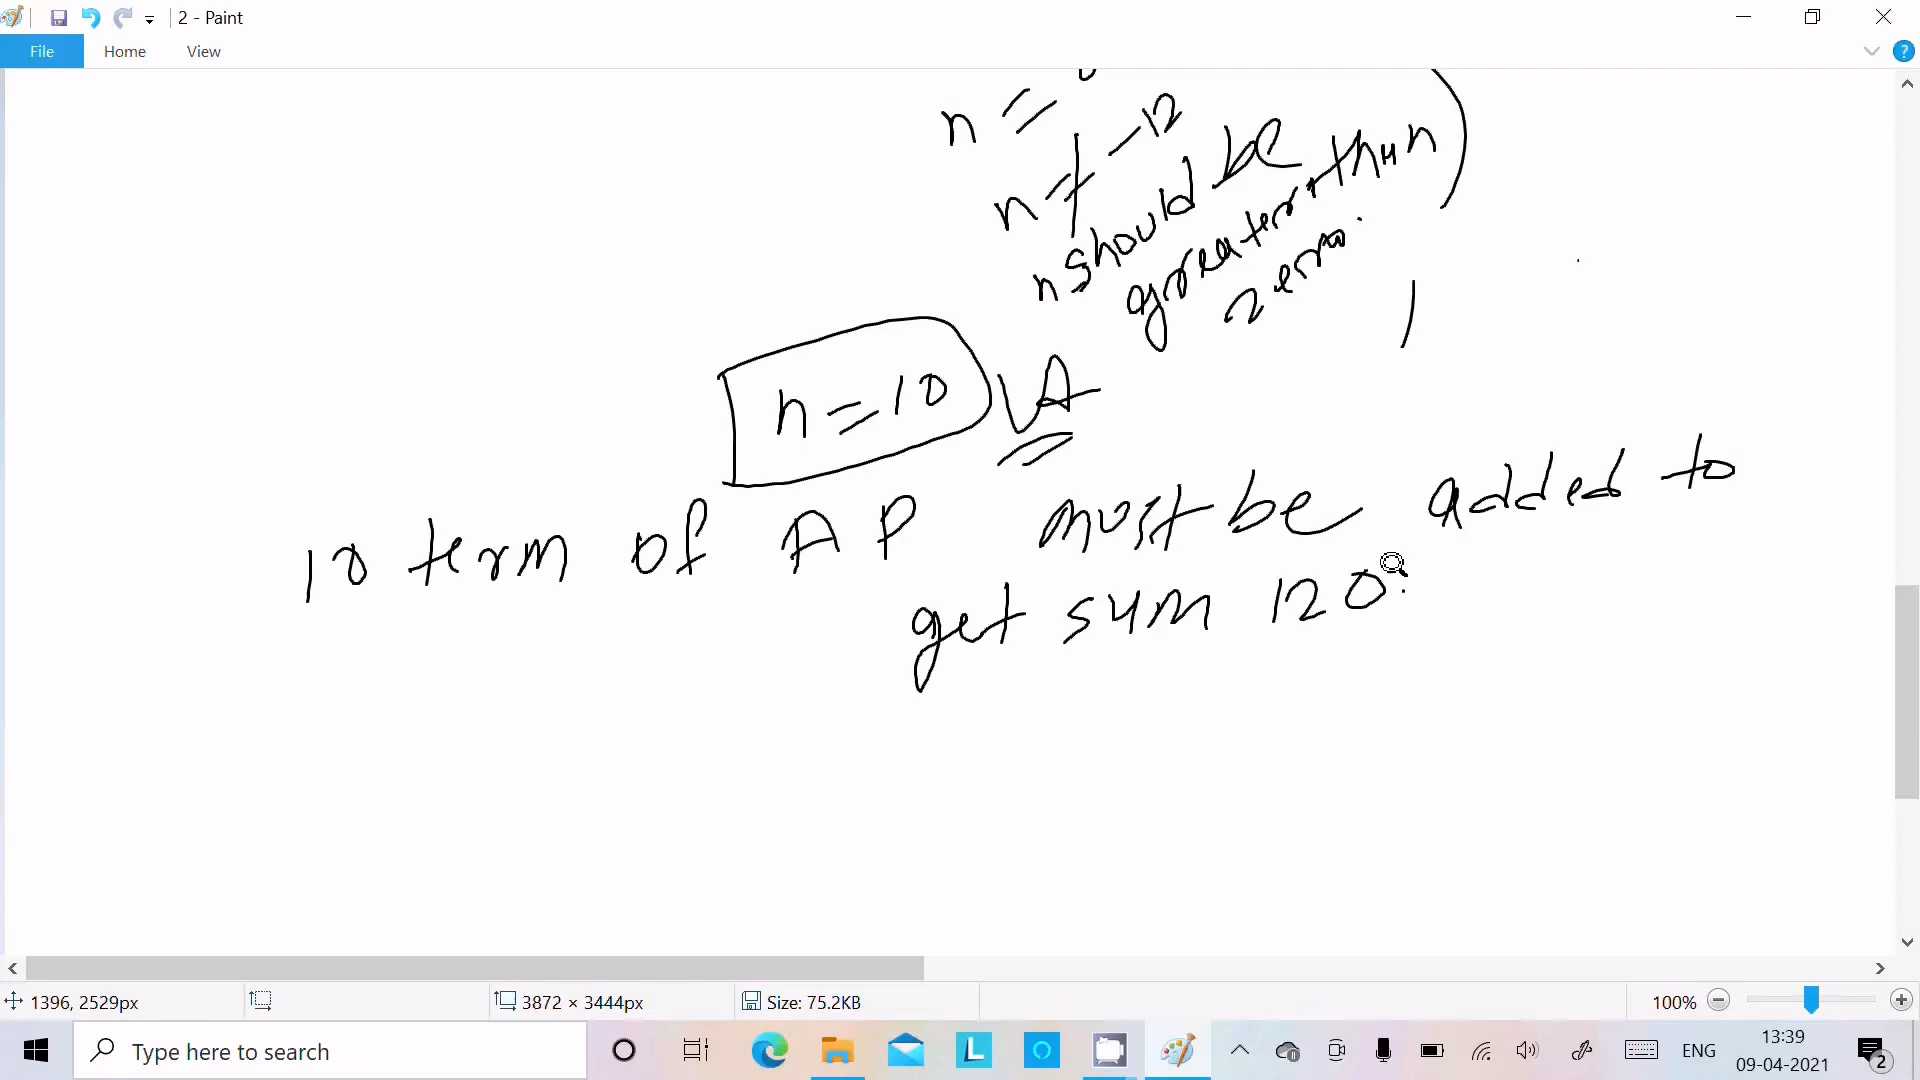 2 - Paint
File Home View
n =
n ≠ -12
n should be
greater than
zero.
n = 10
10 term of AP must be added to
get sum 120.
1396, 2529px
3872 × 3444px
Size: 75.2KB
100%
Type here to search
ENG
13:39
09-04-2021
2